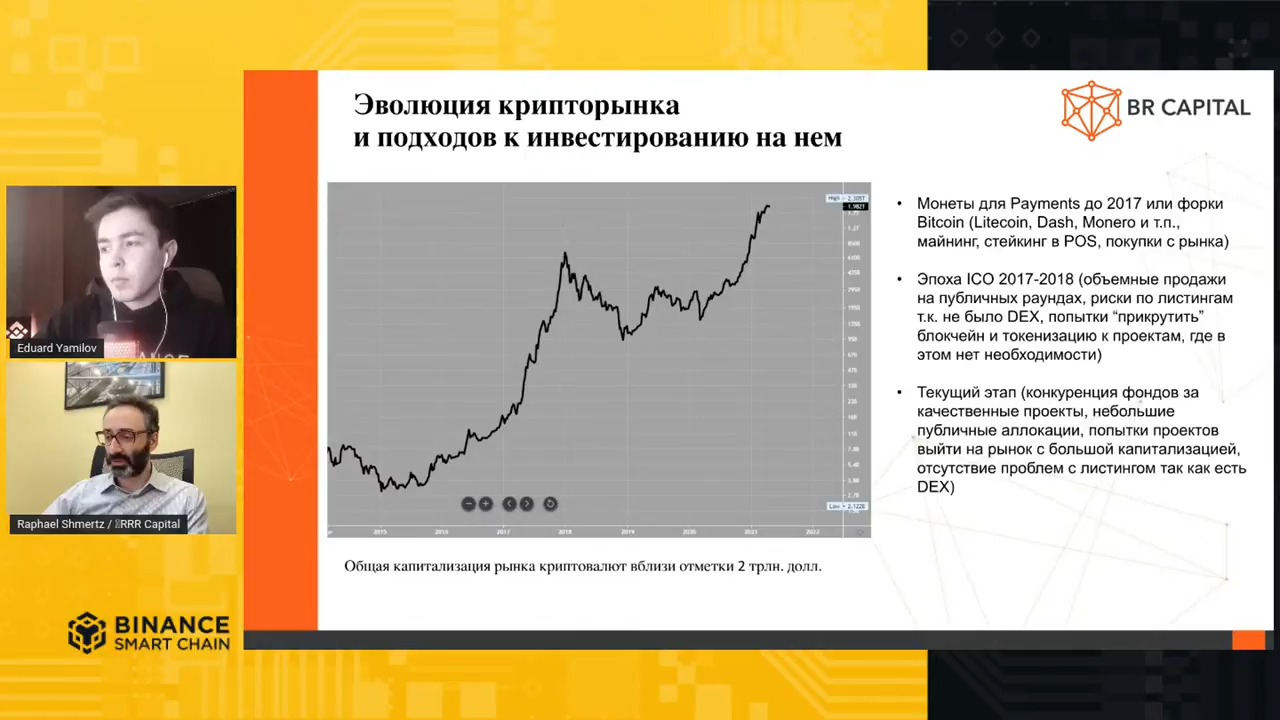 Эволюция крипторынка
и подходов к инвестированию на нем
BR CAPITAL
Монеты для Payments до 2017 или форки
Bitcoin (Litecoin, Dash, Monero и т.п.,
майнинг, стейкинг в POS, покупки с рынка)
Эпоха ICO 2017-2018 (объемные продажи
на публичных раундах, риски по листингам
т.к. не было DEX, попытки “прикрутить”
блокчейн и токенизацию к проектам, где в
этом нет необходимости)
Текущий этап (конкуренция фондов за
качественные проекты, небольшие
публичные аллокации, попытки проектов
выйти на рынок с большой капитализацией,
отсутствие проблем с листингом так как есть
DEX)
High
Low
2015
2016
2017
2018
2019
2020
2021
2022
Общая капитализация рынка криптовалют вблизи отметки 2 трлн. долл.
Eduard Yamilov
Raphael Shmertz / RRR Capital
BINANCE
SMART CHAIN